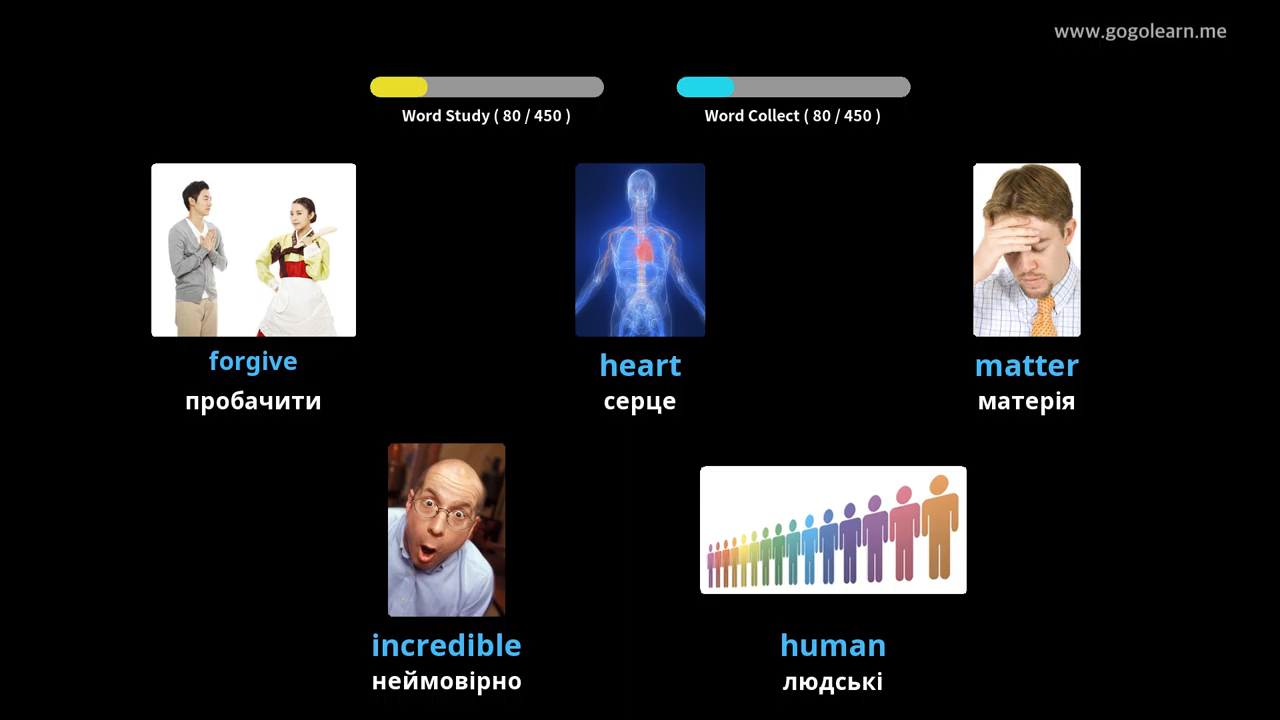 www.gogolearn.me
Word Study ( 80 / 450 )
Word Collect ( 80 / 450 )
forgive
пробачити
heart
серце
matter
матерія
incredible
неймовірно
human
людські